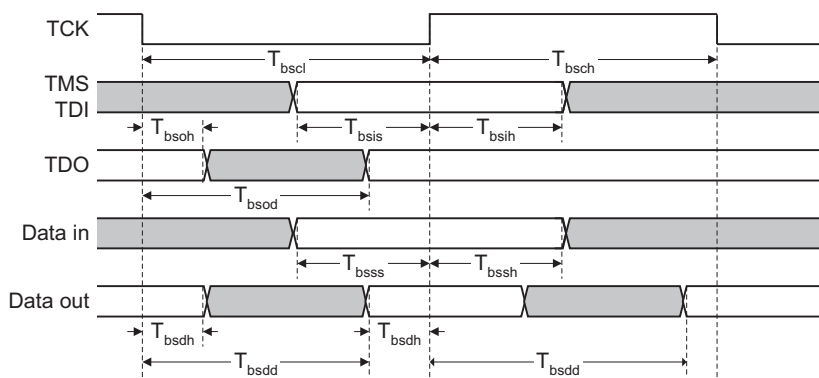 TCK
Tbscl Tbsch
TMS
TDI
Tbsoh Tbsis Tbsih
TDO
Tbsod
Data in
Tbsss Tbssh
Data out
Tbsdh Tbsdh
Tbsdd Tbsdd